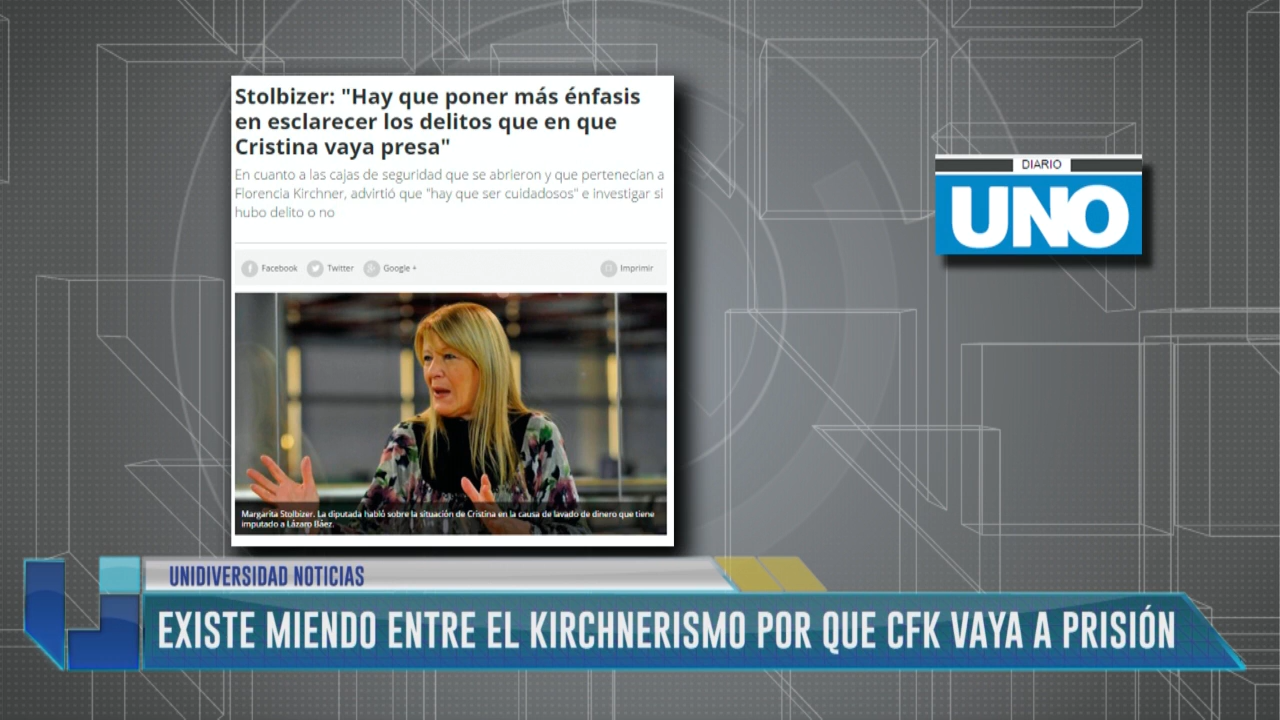 Stolbizer: "Hay que poner más énfasis
en esclarecer los delitos que en que
Cristina vaya presa"
En cuanto a las cajas de seguridad que se abrieron y que pertenecían a
Florencia Kirchner, advirtió que "hay que ser cuidadosos" e investigar si
hubo delito o no
Facebook Twitter Google + Imprimir
Margarita Stolbizer. La diputada habló sobre la situación de Cristina en la causa de lavado de dinero que tiene
imputado a Lázaro Báez.
DIARIO
UNO
UNIDIVERSIDAD NOTICIAS
EXISTE MIENDO ENTRE EL KIRCHNERISMO POR QUE CFK VAYA A PRISIÓN